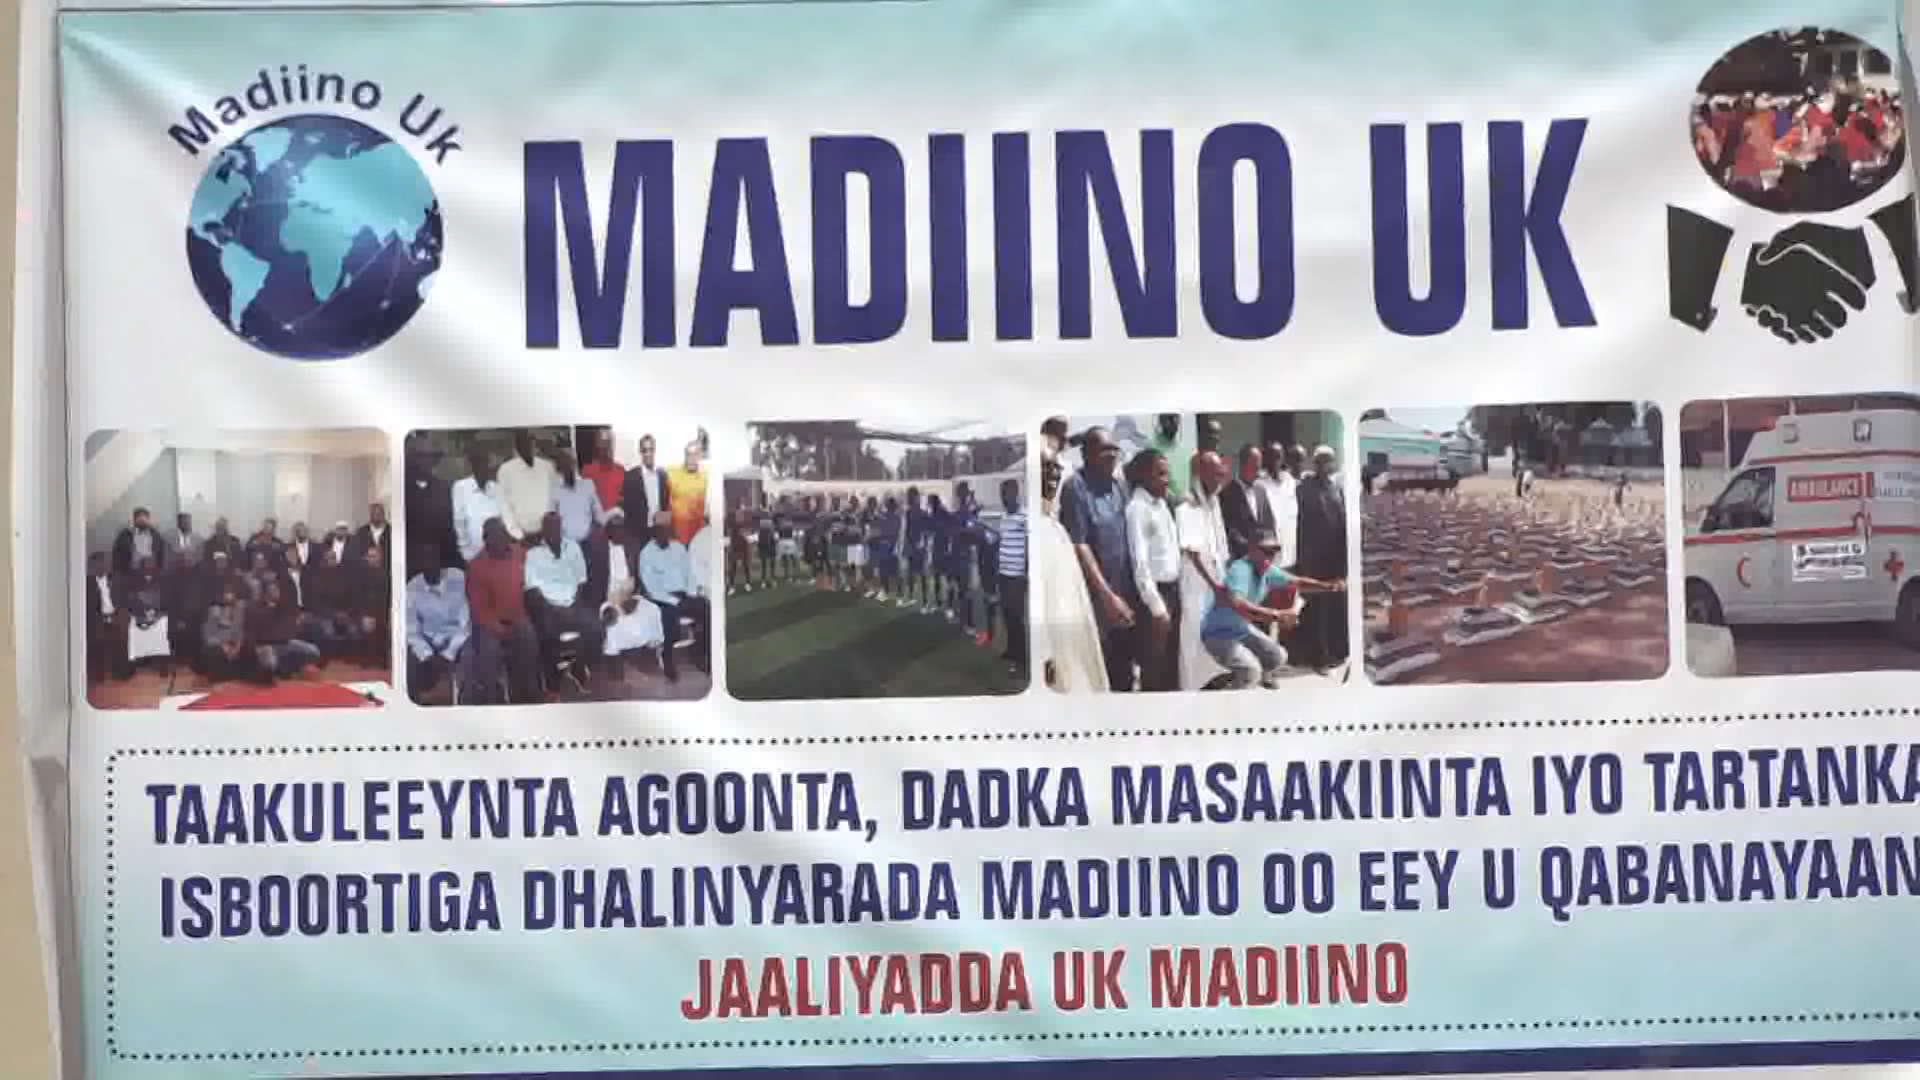 Madiino Uk
MADIINO UK
AMBULANCE
TAAKULEEYNTA AGOONTA, DADKA MASAAKIINTA IYO TARTANKA
ISBOORTIGA DHALINYARADA MADIINO OO EEY U QABANAYAAN
JAALIYADDA UK MADIINO